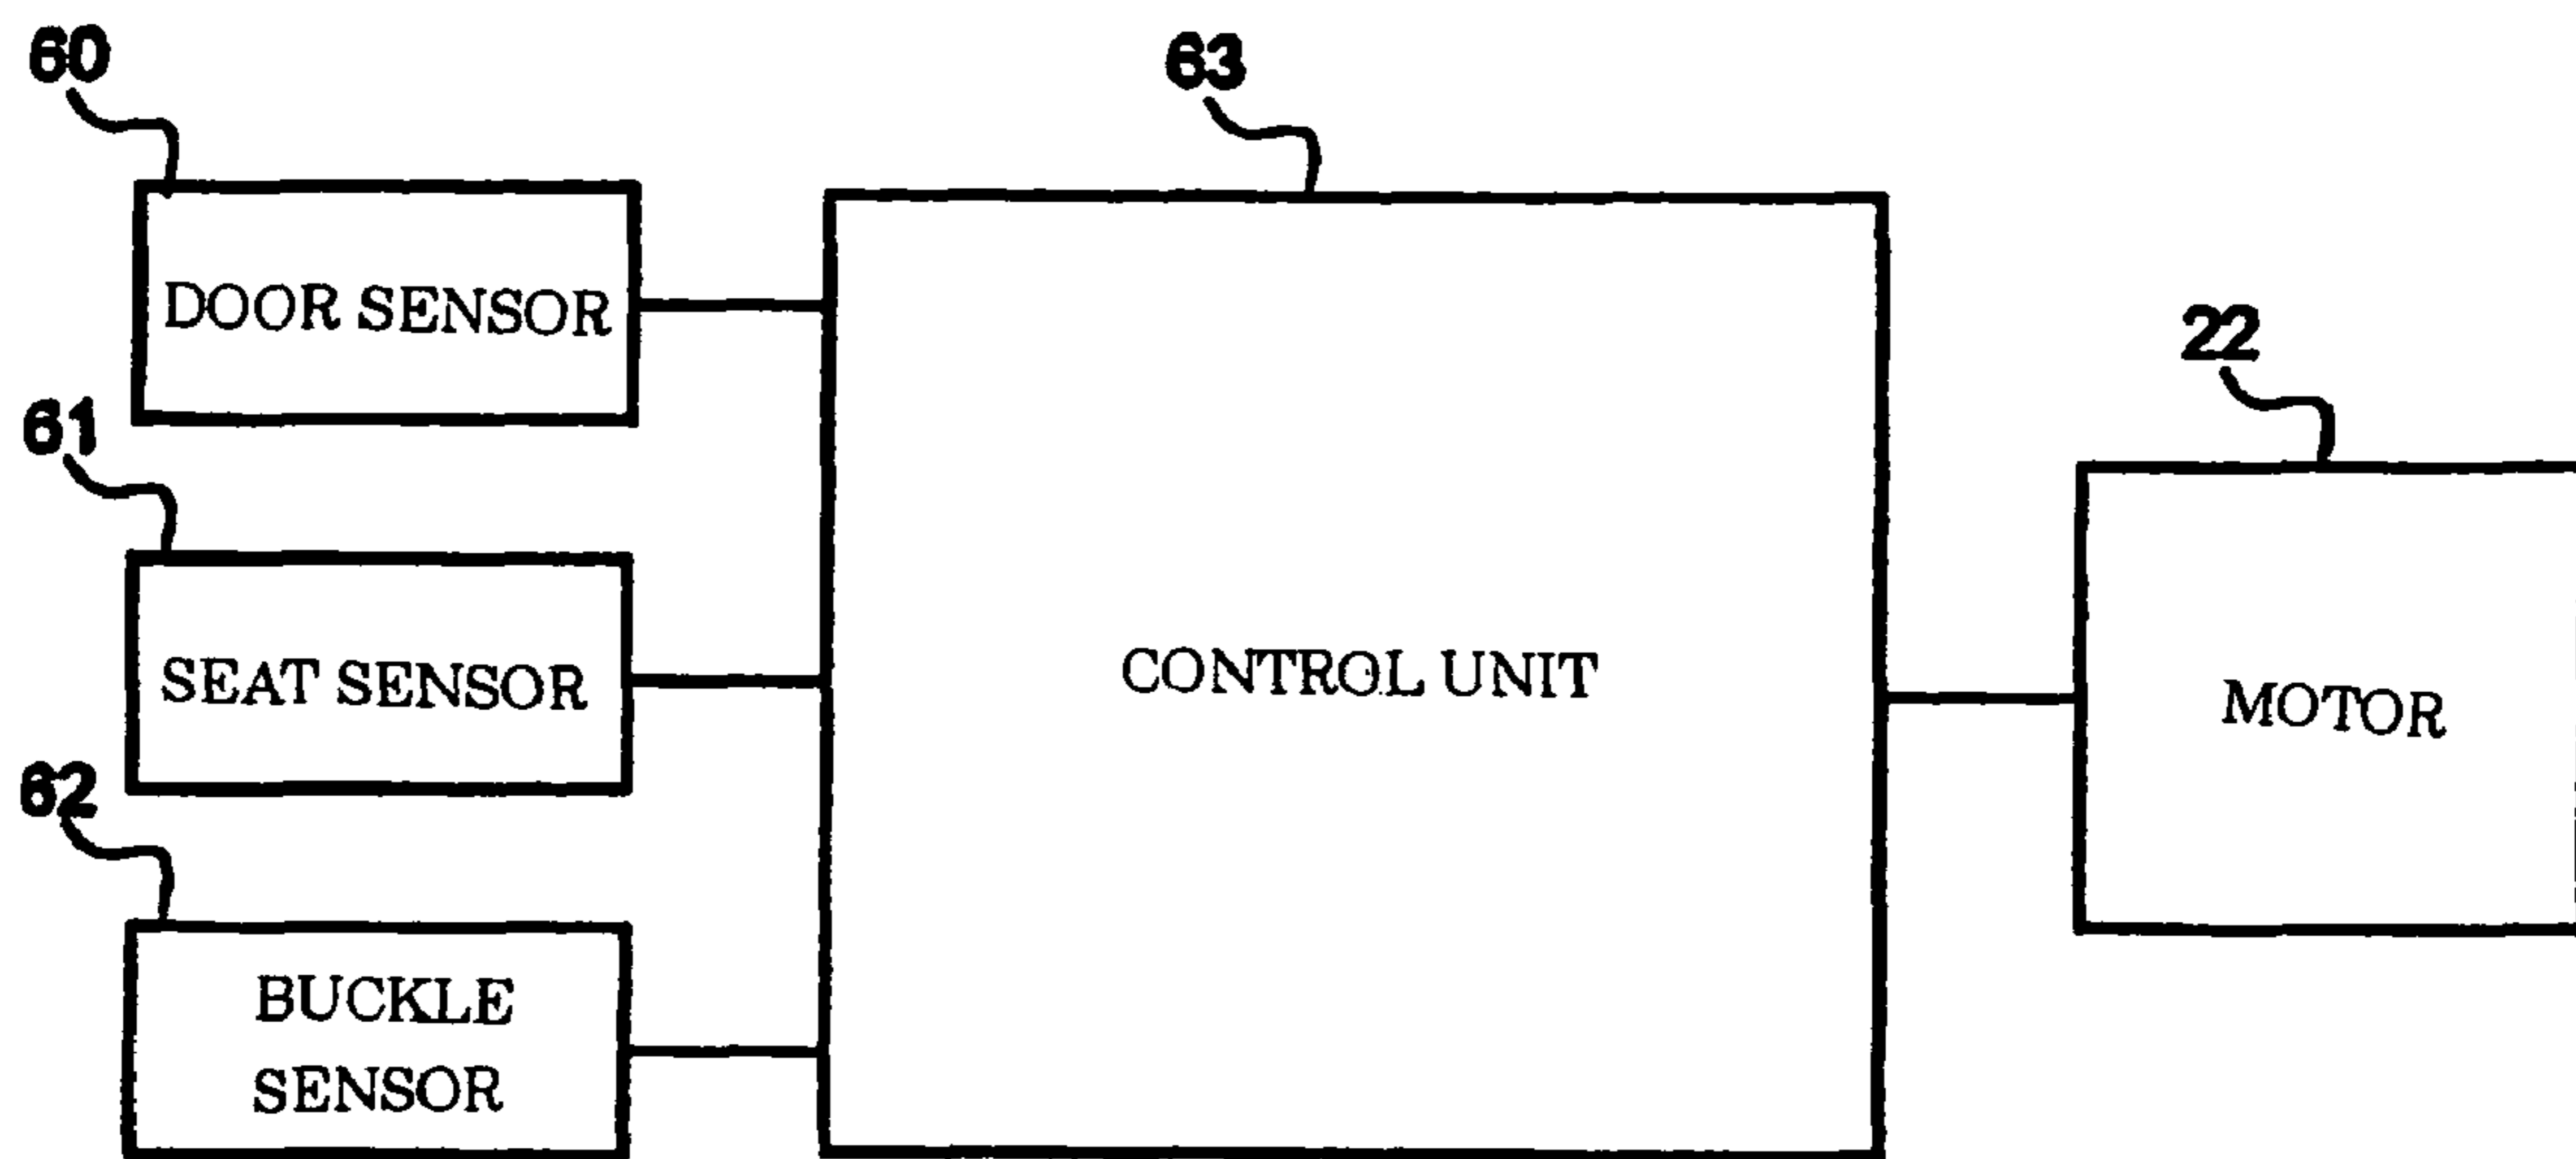 60
DOOR SENSOR
61
SEAT SENSOR
62
BUCKLE
SENSOR
63
CONTROL UNIT
22
MOTOR